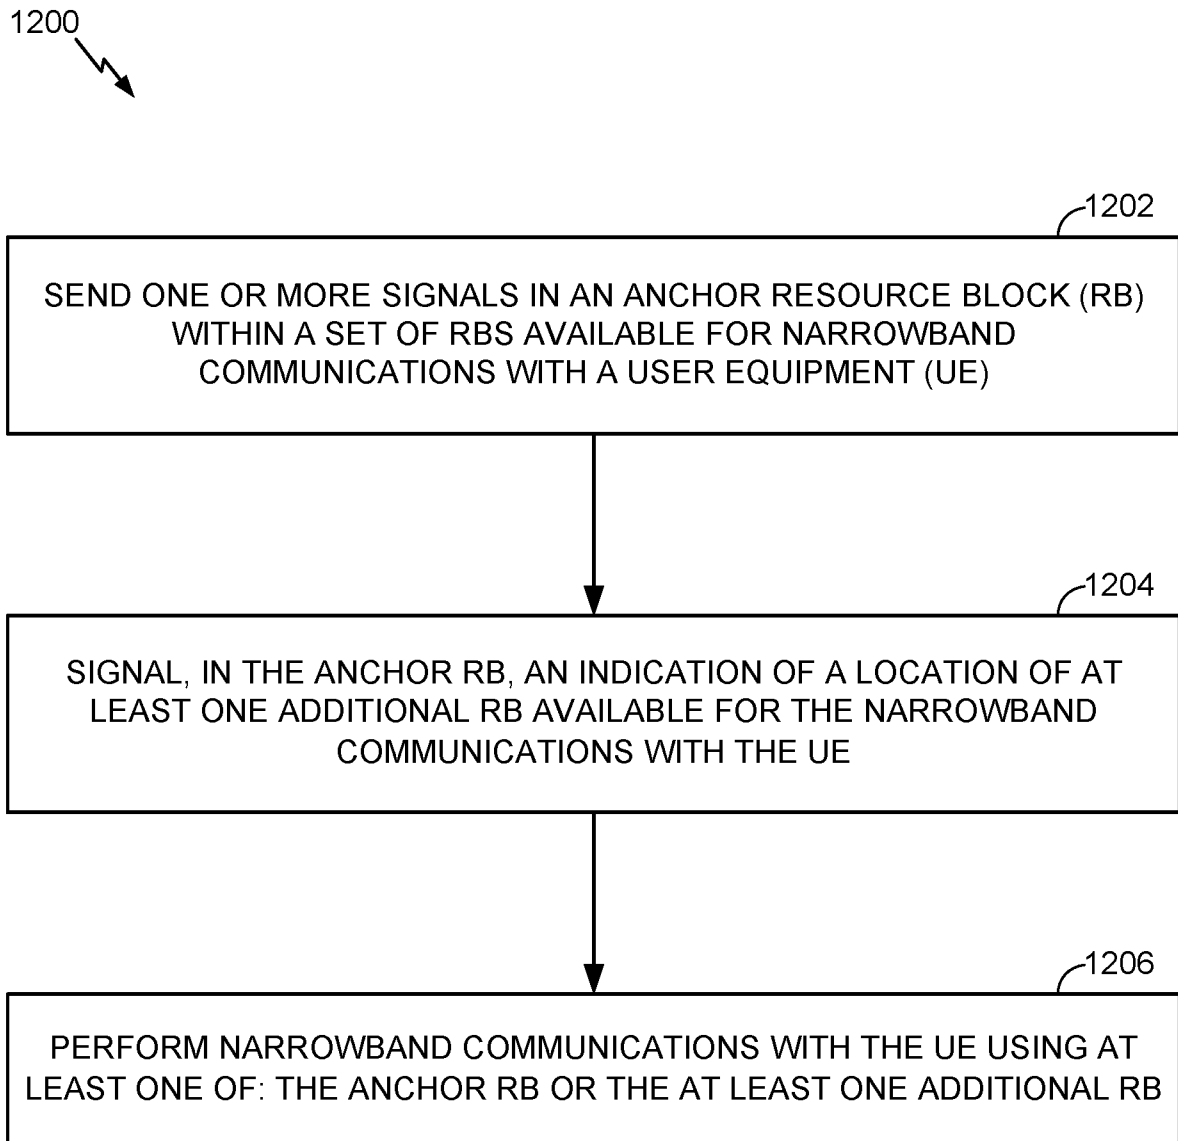 1200
1202
SEND ONE OR MORE SIGNALS IN AN ANCHOR RESOURCE BLOCK (RB)
WITHIN A SET OF RBS AVAILABLE FOR NARROWBAND
COMMUNICATIONS WITH A USER EQUIPMENT (UE)
1204
SIGNAL, IN THE ANCHOR RB, AN INDICATION OF A LOCATION OF AT
LEAST ONE ADDITIONAL RB AVAILABLE FOR THE NARROWBAND
COMMUNICATIONS WITH THE UE
1206
PERFORM NARROWBAND COMMUNICATIONS WITH THE UE USING AT
LEAST ONE OF: THE ANCHOR RB OR THE AT LEAST ONE ADDITIONAL RB